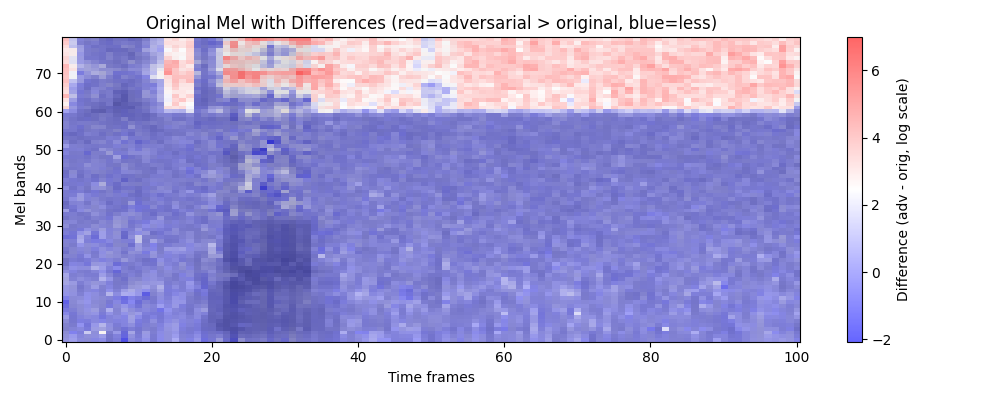 Original Mel with Differences (red=adversarial > original, blue=less)
Mel bands
70
60
50
40
30
20
10
0
0 20 40 60 80 100
Time frames
6
4
2
0
−2
Difference (adv - orig, log scale)